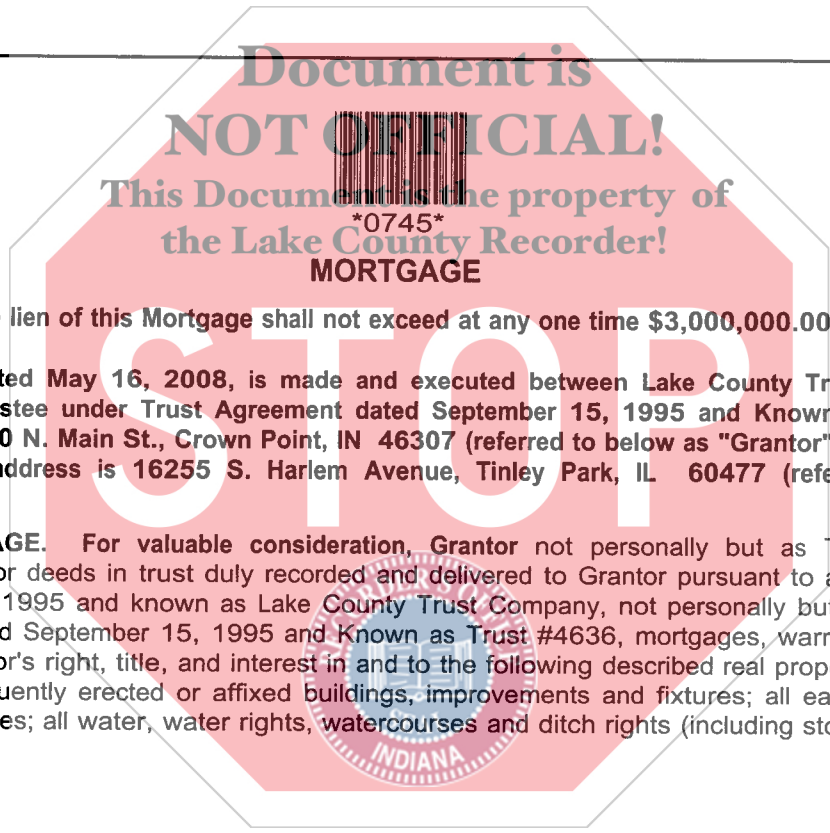 Document is
NOT OFFICIAL!
This Document is the property of
the Lake County Recorder!
*0745*
MORTGAGE
lien of this Mortgage shall not exceed at any one time $3,000,000.00
ted May 16, 2008, is made and executed between Lake County Tr
stee under Trust Agreement dated September 15, 1995 and Known
0 N. Main St., Crown Point, IN 46307 (referred to below as "Grantor"
address is 16255 S. Harlem Avenue, Tinley Park, IL 60477 (refe
STOP
AGE. For valuable consideration, Grantor not personally but as T
or deeds in trust duly recorded and delivered to Grantor pursuant to a
1995 and known as Lake County Trust Company, not personally but
d September 15, 1995 and Known as Trust #4636, mortgages, warr
or's right, title, and interest in and to the following described real prop
uently erected or affixed buildings, improvements and fixtures; all ea
es; all water, water rights, watercourses and ditch rights (including sto
INDIANA